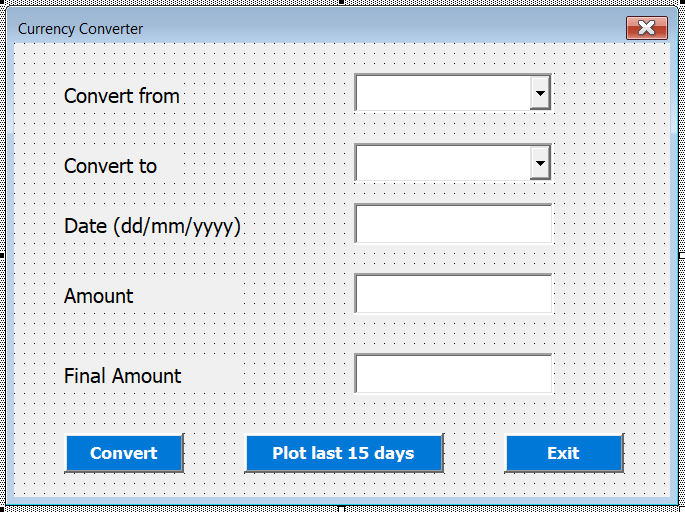 Currency Converter
Convert from
Convert to
Date (dd/mm/yyyy)
Amount
Final Amount
Convert
Plot last 15 days
Exit